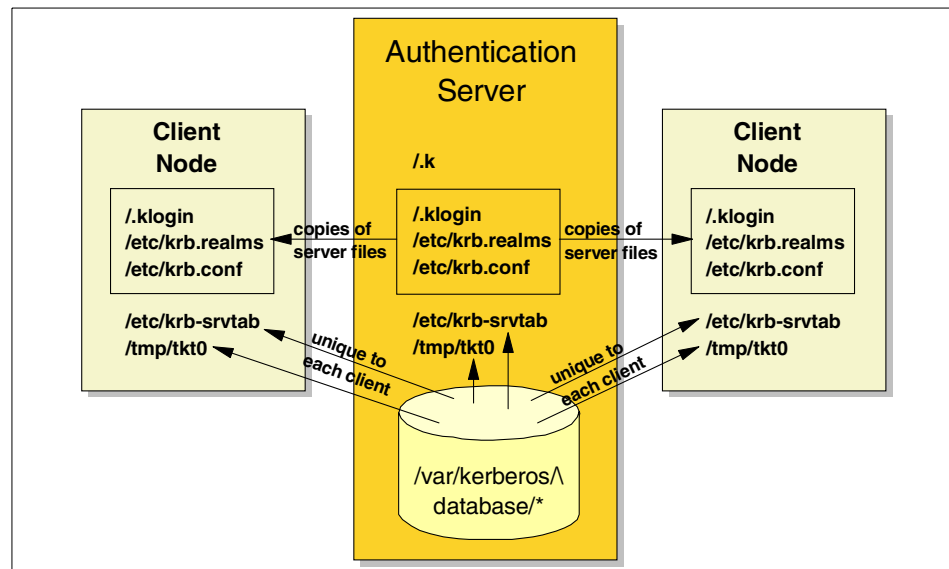 Authentication
Server
Client
Node
/.klogin
/etc/krb.realms
/etc/krb.conf
/etc/krb-srvtab
/tmp/tkt0
copies of
server files
unique to
each client
/.k
/.klogin
/etc/krb.realms
/etc/krb.conf
/etc/krb-srvtab
/tmp/tkt0
/var/kerberos/\
database/*
copies of
server files
unique to
each client
Client
Node
/.klogin
/etc/krb.realms
/etc/krb.conf
/etc/krb-srvtab
/tmp/tkt0